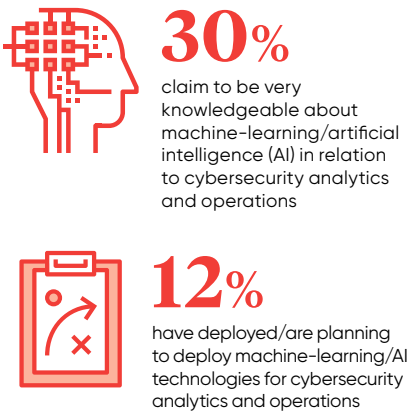 30%
claim to be very
knowledgeable about
machine-learning/artificial
intelligence (AI) in relation
to cybersecurity analytics
and operations
12%
have deployed/are planning
to deploy machine-learning/AI
technologies for cybersecurity
analytics and operations